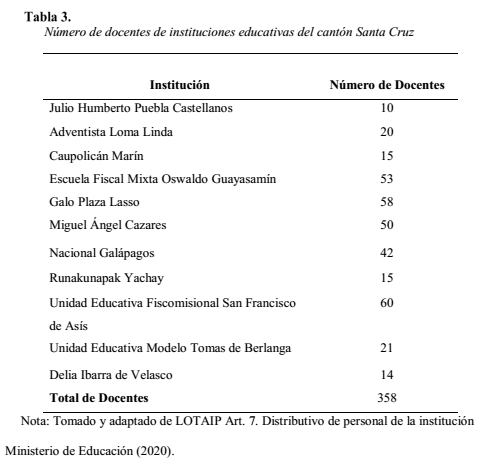 Tabla 3.
Número de docentes de instituciones educativas del cantón Santa Cruz
Institución Número de Docentes
Julio Humberto Puebla Castellanos 10
Adventista Loma Linda 20
Caupolicán Marín 15
Escuela Fiscal Mixta Oswaldo Guayasamín 53
Galo Plaza Lasso 58
Miguel Ángel Cazares 50
Nacional Galápagos 42
Runakunapak Yachay 15
Unidad Educativa Fiscomisional San Francisco 60
de Asís
Unidad Educativa Modelo Tomas de Berlanga 21
Delia Ibarra de Velasco 14
Total de Docentes 358
Nota: Tomado y adaptado de LOTAIP Art. 7. Distributivo de personal de la institución
Ministerio de Educación (2020).